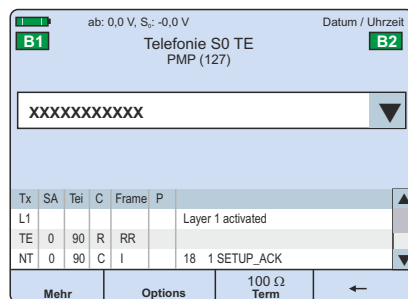 ab: 0,0 V, S₀: -0,0 V Datum / Uhrzeit
B1 Telefonie S0 TE B2
PMP (127)
XXXXXXXXXXX
Tx SA Tei C Frame P
L1 Layer 1 activated
TE 0 90 R RR
NT 0 90 C I 18 1 SETUP_ACK
Mehr Options 100 Ω Term ←